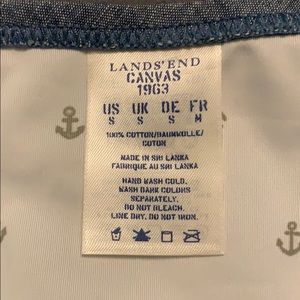 LANDS' END
CANVAS
1963
US UK DE FR
S S S M
100% COTTON/BAUMWOLLE/
COTON
MADE IN SRI LANKA
FABRIQUE AU SRI LANKA
HAND WASH COLD.
WASH DARK COLORS
SEPARATELY.
DO NOT BLEACH.
LINE DRY. DO NOT IRON.